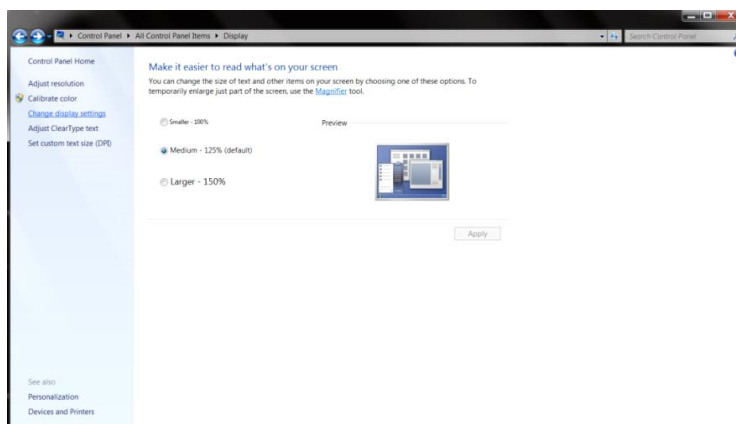 Control Panel ▸ All Control Panel Items ▸ Display
Search Control Panel
Control Panel Home
Adjust resolution
Calibrate color
Change display settings
Adjust ClearType text
Set custom text size (DPI)
Make it easier to read what's on your screen
You can change the size of text and other items on your screen by choosing one of these options. To
temporarily enlarge just part of the screen, use the Magnifier tool.
Smaller - 100%
Preview
Medium - 125% (default)
Larger - 150%
Apply
See also
Personalization
Devices and Printers